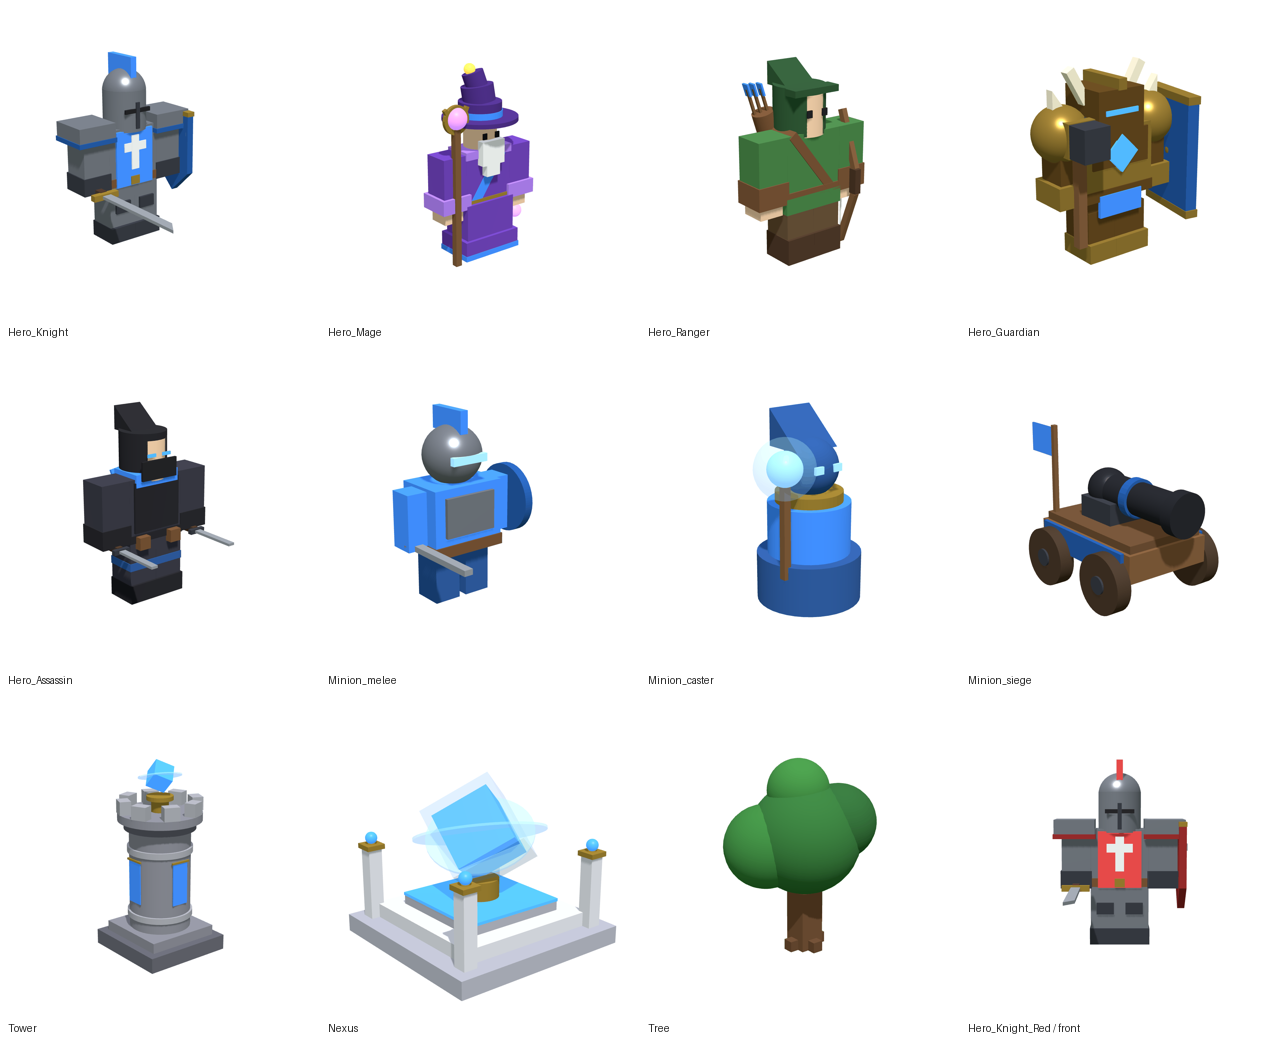 Hero_Knight
Hero_Mage
Hero_Ranger
Hero_Guardian
Hero_Assassin
Minion_melee
Minion_caster
Minion_siege
Tower
Nexus
Tree
Hero_Knight_Red / front